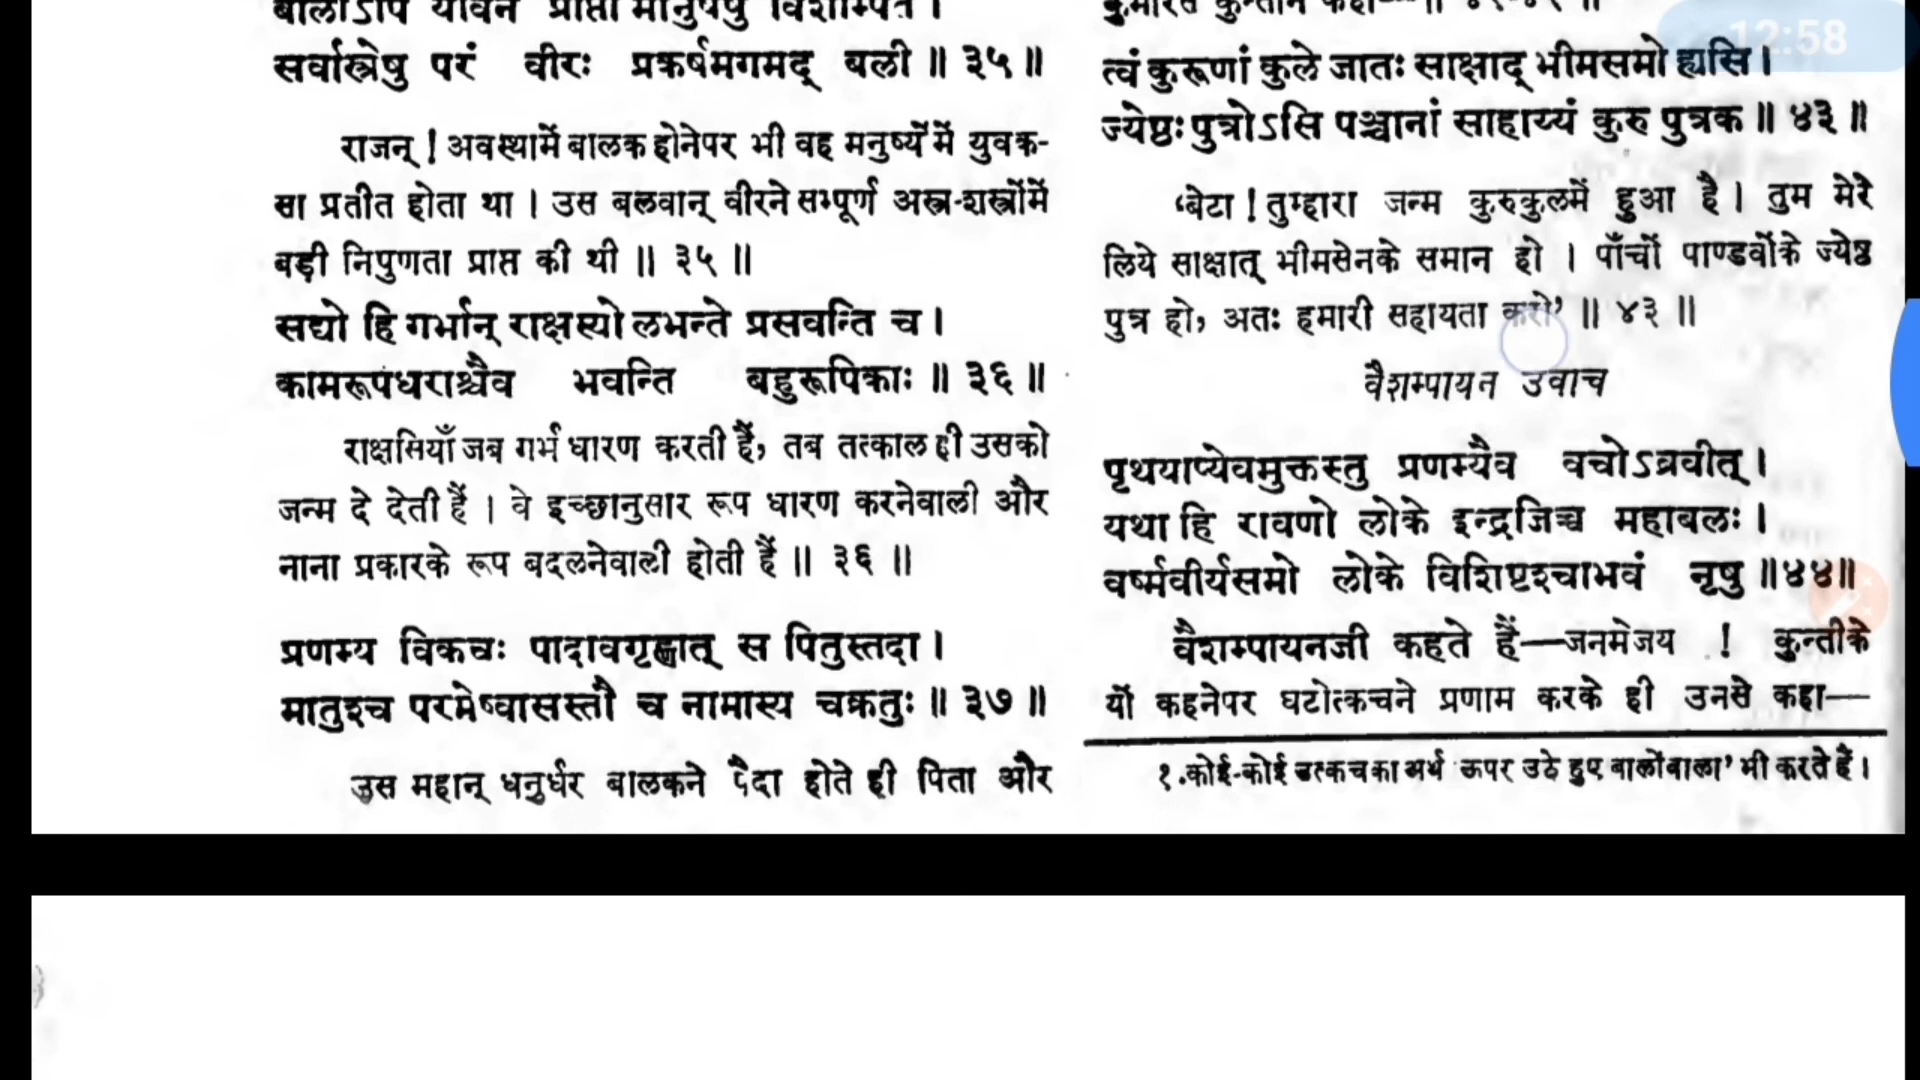 बालोऽपि यौवनं प्राप्तो मानुषेषु विशाम्पते ।
सर्वास्त्रेषु परं वीरः प्रकर्षमगमद् बली ॥ ३५ ॥
राजन् ! अवस्थामें बालक होनेपर भी वह मनुष्योंमें युवक-
सा प्रतीत होता था । उस बलवान् वीरने सम्पूर्ण अस्त्र-शस्त्रोंमें
बड़ी निपुणता प्राप्त की थी ॥ ३५ ॥
सद्यो हि गर्भान् राक्षस्यो लभन्ते प्रसवन्ति च ।
कामरूपधराश्चैव भवन्ति बहुरूपिकाः ॥ ३६ ॥
राक्षसियाँ जब गर्भ धारण करती हैं, तब तत्काल ही उसको
जन्म दे देती हैं । वे इच्छानुसार रूप धारण करनेवाली और
नाना प्रकारके रूप बदलनेवाली होती हैं ॥ ३६ ॥
प्रणम्य विकचः पादावगृह्णात् स पितुस्तदा ।
मातुश्च परमेष्वासस्तौ च नामास्य चक्रतुः ॥ ३७ ॥
उस महान् धनुर्धर बालकने पैदा होते ही पिता और
12:58
त्वं कुरूणां कुले जातः साक्षाद् भीमसमो ह्यसि ।
ज्येष्ठः पुत्रोऽसि पञ्चानां साहाय्यं कुरु पुत्रक ॥ ४३ ॥
‘बेटा ! तुम्हारा जन्म कुरुकुलमें हुआ है । तुम मेरे
लिये साक्षात् भीमसेनके समान हो । पाँचों पाण्डवोंके ज्येष्ठ
पुत्र हो, अतः हमारी सहायता करो’ ॥ ४३ ॥
वैशम्पायन उवाच
पृथयाप्येवमुक्तस्तु प्रणम्यैव वचोऽब्रवीत् ।
यथा हि रावणो लोके इन्द्रजिच्च महाबलः ।
वर्ष्मवीर्यसमो लोके विशिष्टश्चाभवं नृषु ॥४४॥
वैशम्पायनजी कहते हैं—जनमेजय ! कुन्तीके
यों कहनेपर घटोत्कचने प्रणाम करके ही उनसे कहा—
१. कोई-कोई उत्कचका अर्थ ऊपर उठे हुए बालोंवाला’ भी करते हैं ।